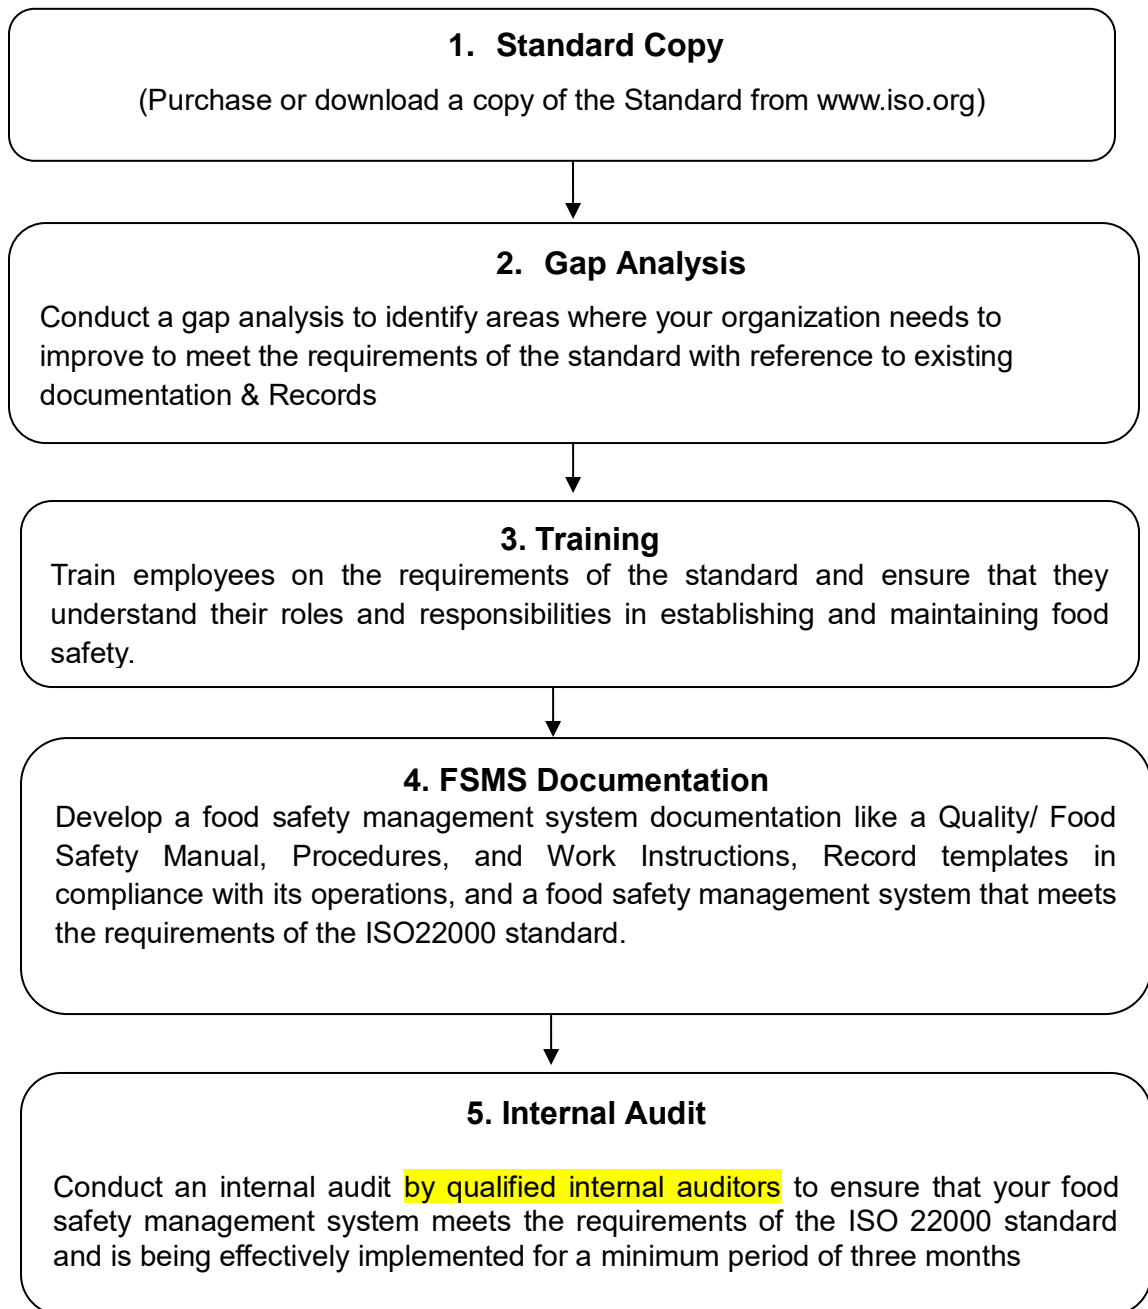 1. Standard Copy
(Purchase or download a copy of the Standard from www.iso.org)
2. Gap Analysis
Conduct a gap analysis to identify areas where your organization needs to
improve to meet the requirements of the standard with reference to existing
documentation & Records
3. Training
Train employees on the requirements of the standard and ensure that they
understand their roles and responsibilities in establishing and maintaining food
safety.
4. FSMS Documentation
Develop a food safety management system documentation like a Quality/ Food
Safety Manual, Procedures, and Work Instructions, Record templates in
compliance with its operations, and a food safety management system that meets
the requirements of the ISO22000 standard.
5. Internal Audit
Conduct an internal audit by qualified internal auditors to ensure that your food
safety management system meets the requirements of the ISO 22000 standard
and is being effectively implemented for a minimum period of three months